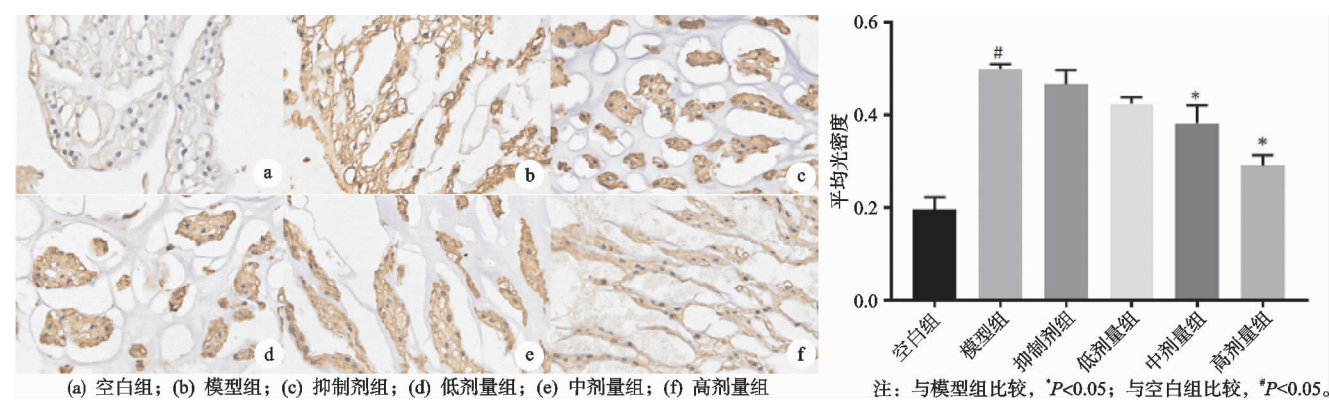 a
b
c
d
e
f
(a) 空白组；(b) 模型组；(c) 抑制剂组；(d) 低剂量组；(e) 中剂量组；(f) 高剂量组
平均光密度
0.6
0.4
0.2
0.0
#
*
*
空白组
模型组
抑制剂组
低剂量组
中剂量组
高剂量组
注：与模型组比较，*P<0.05；与空白组比较，#P<0.05。